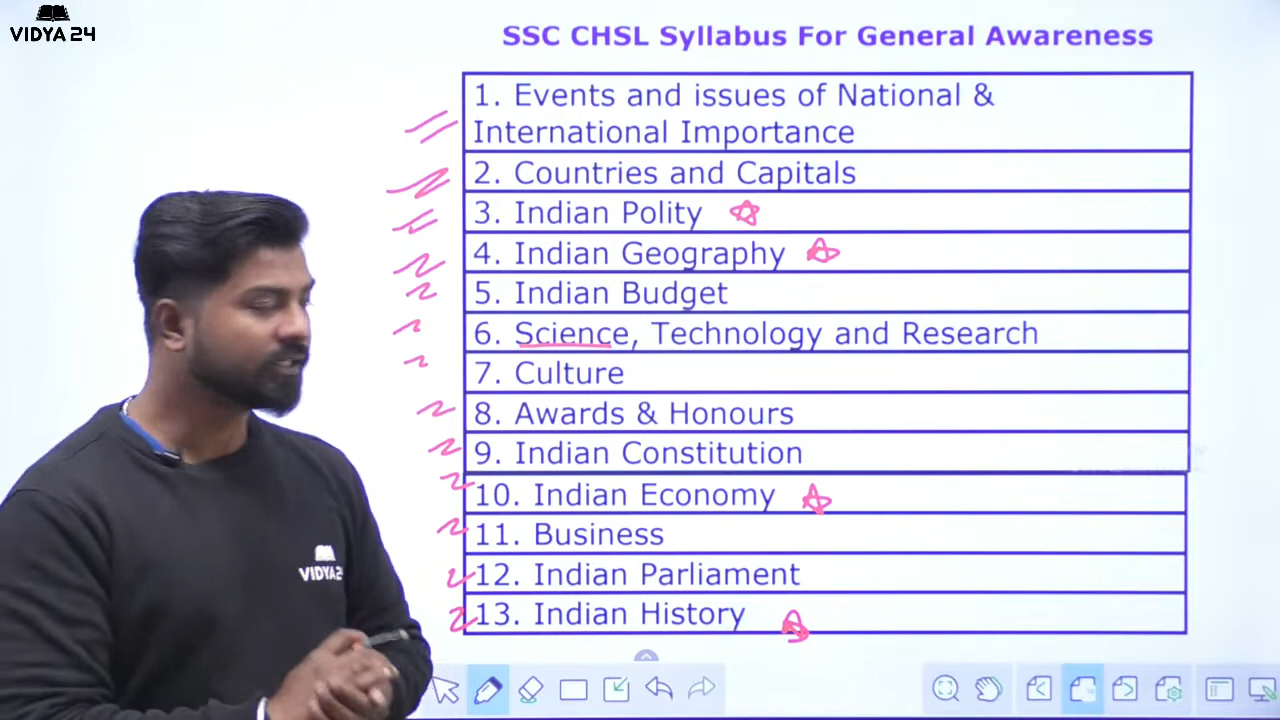 VIDYA 24
SSC CHSL Syllabus For General Awareness
1. Events and issues of National &
International Importance
2. Countries and Capitals
3. Indian Polity
4. Indian Geography
5. Indian Budget
6. Science, Technology and Research
7. Culture
8. Awards & Honours
9. Indian Constitution
10. Indian Economy
11. Business
12. Indian Parliament
13. Indian History
VIDYA 24